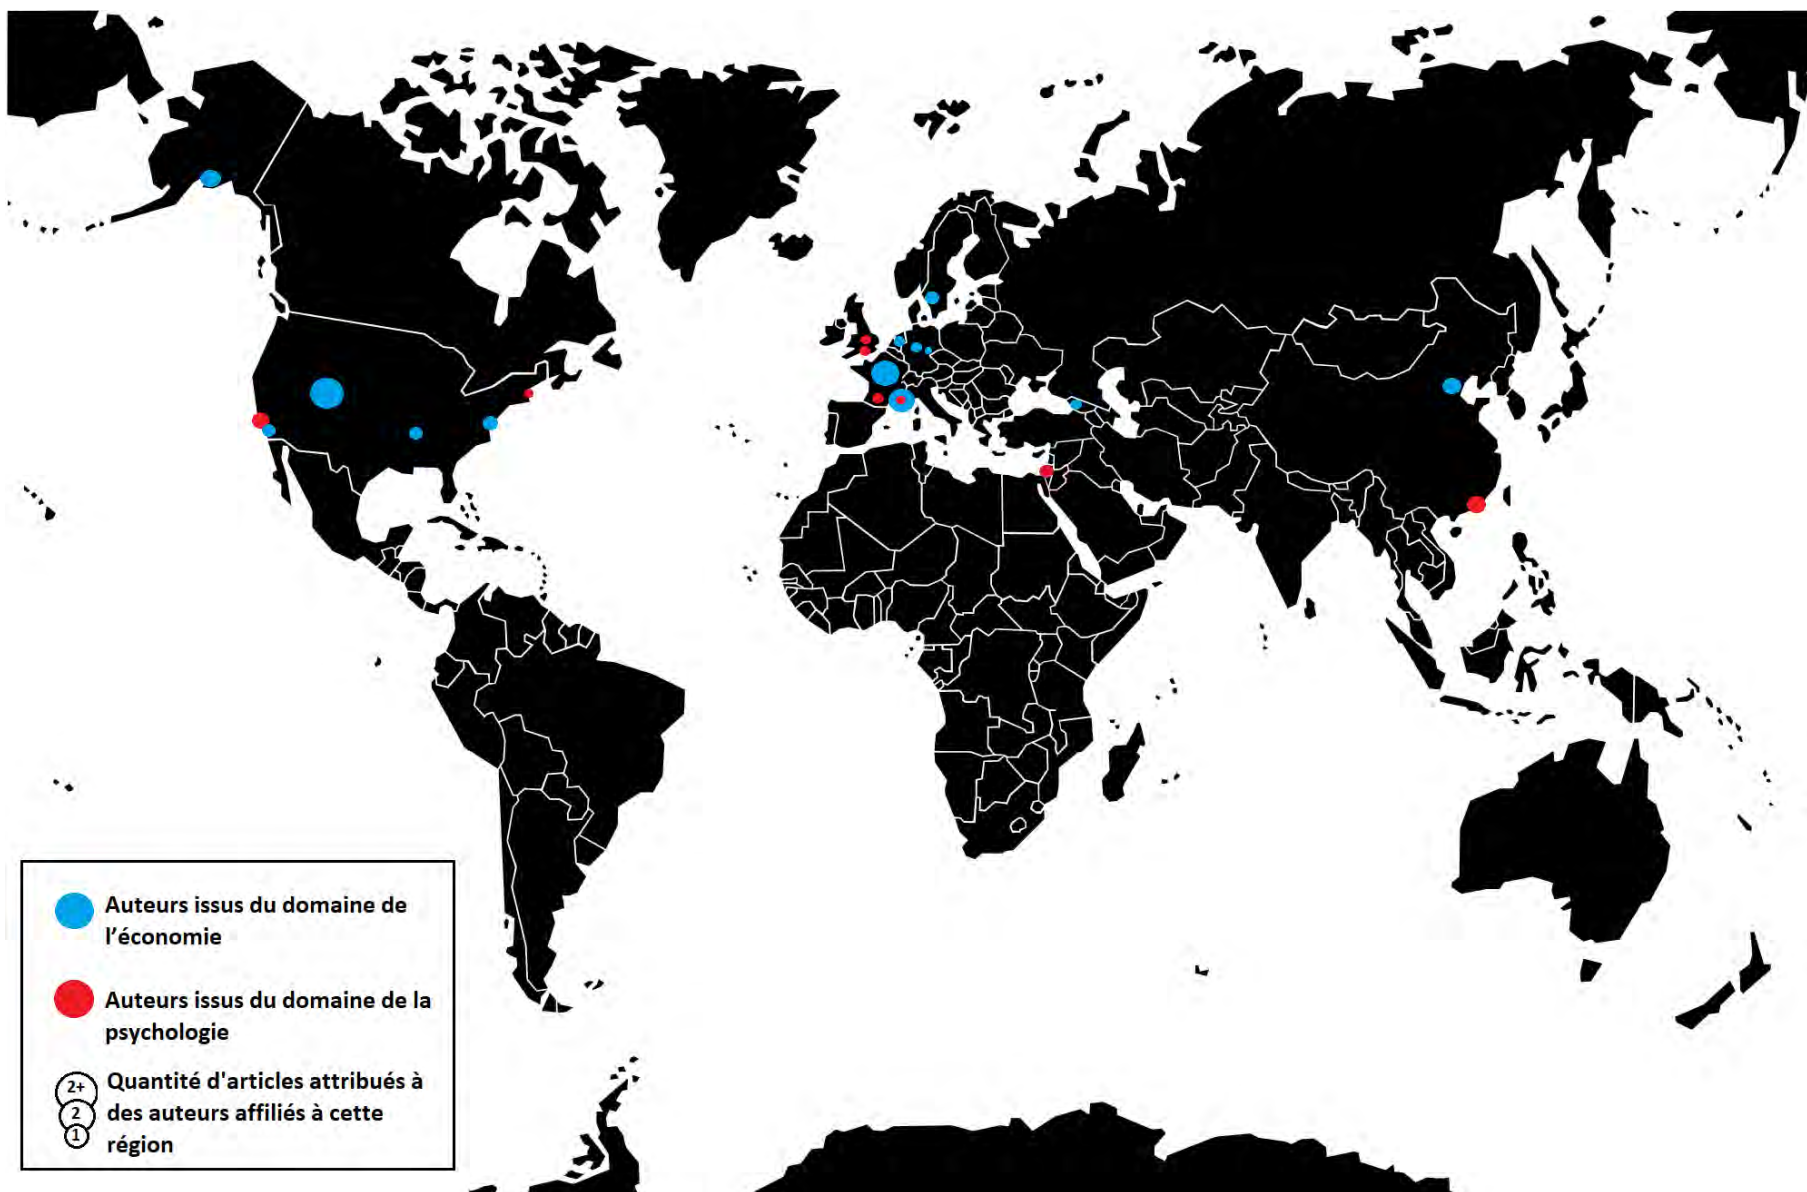 Auteurs issus du domaine de
l'économie
Auteurs issus du domaine de la
psychologie
2+
2
1
Quantité d'articles attribués à
des auteurs affiliés à cette
région